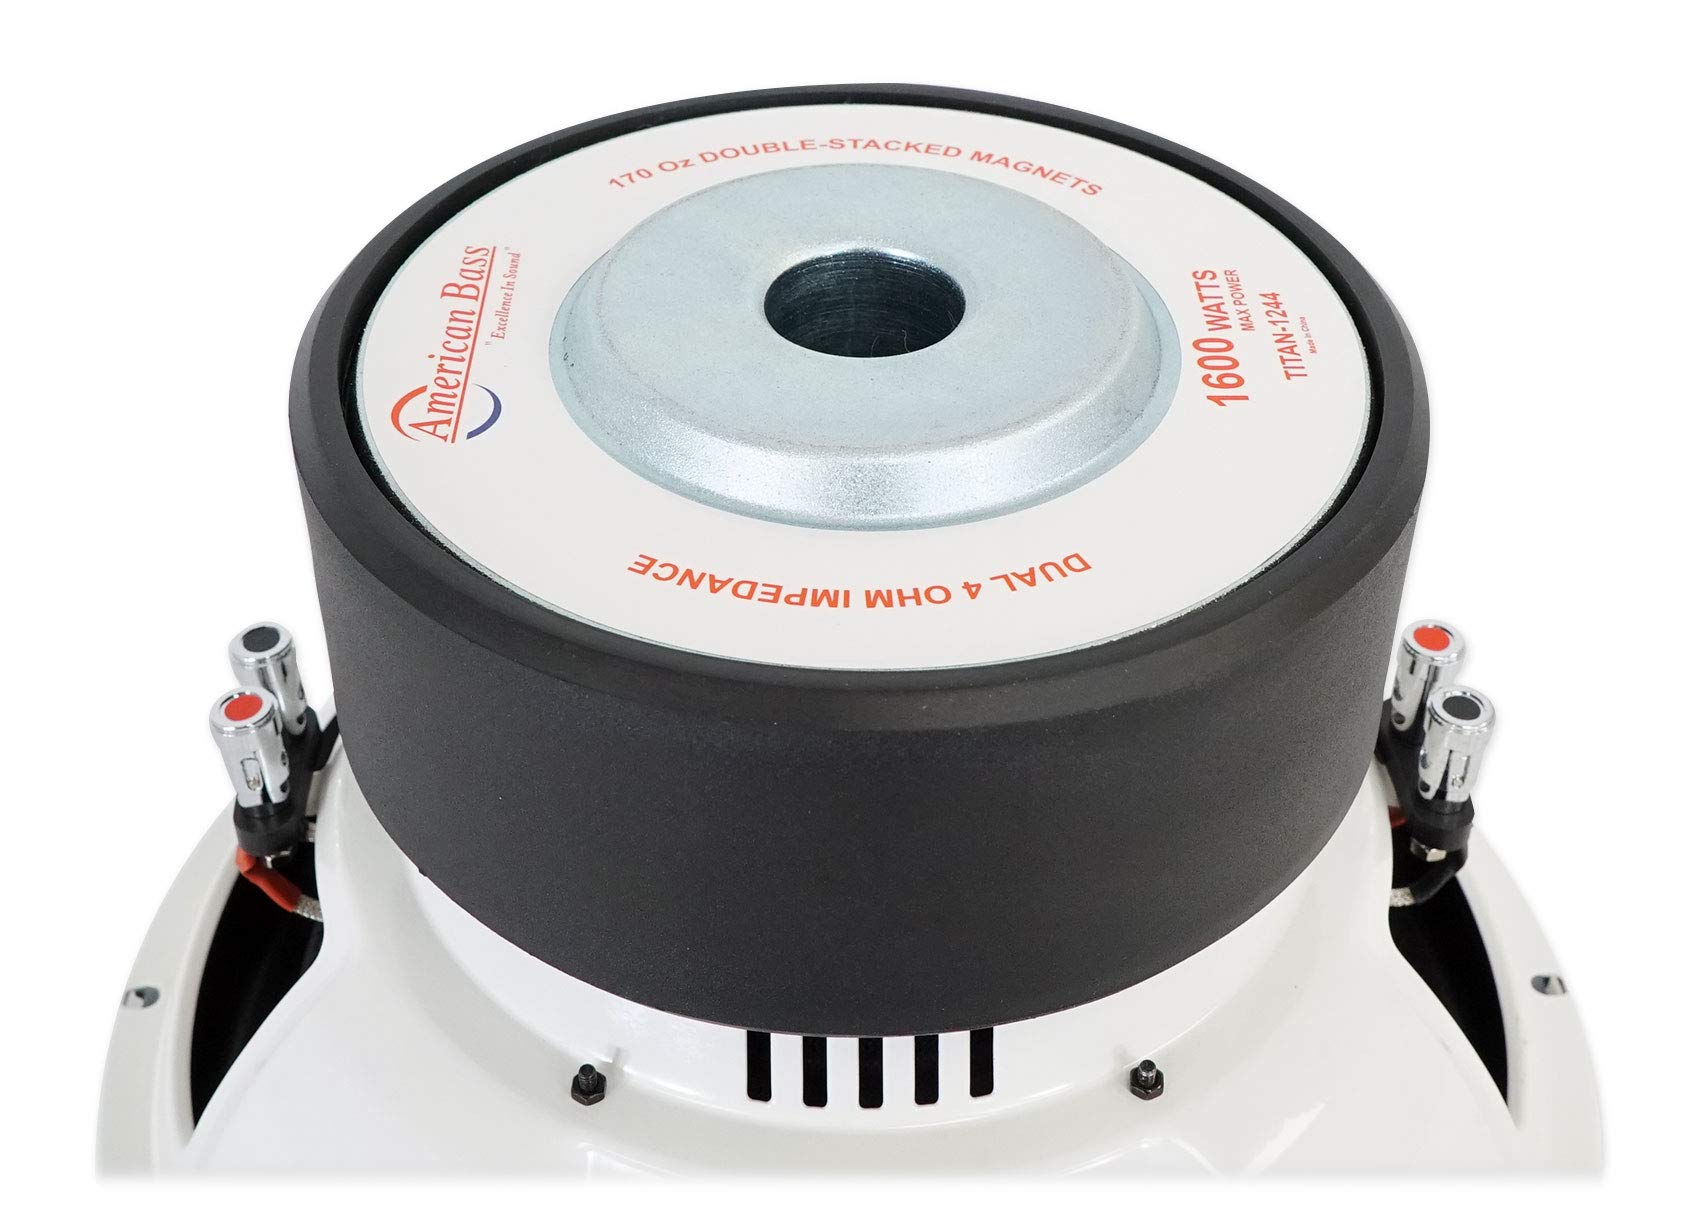 170 Oz DOUBLE-STACKED MAGNETS
American Bass
" Excellence In Sound "
1600 WATTS
MAX POWER
TITAN-1244
Made in China
DUAL 4 OHM IMPEDANCE